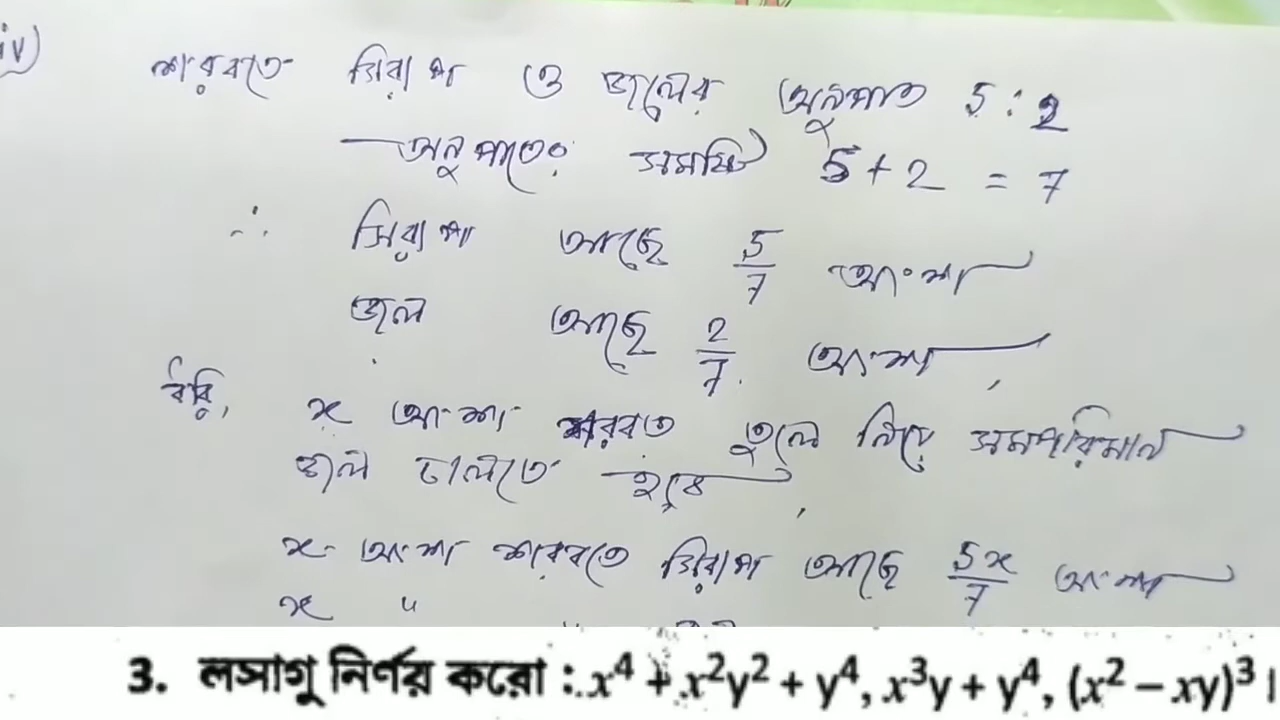 iv) শরবতে সিরাপ ও জলের অনুপাত 5 : 2
অনুপাতের সমষ্টি 5 + 2 = 7
∴ সিরাপ আছে 5/7 অংশ
জল আছে 2/7 অংশ
ধরি, x অংশ শরবত তুলে নিয়ে সমপরিমান
জল ঢালতে হবে,
x অংশ শরবতে সিরাপ আছে 5x/7 অংশ
x "
3. লসাগু নির্ণয় করো : x⁴ + x²y² + y⁴, x³y + y⁴, (x² – xy)³।